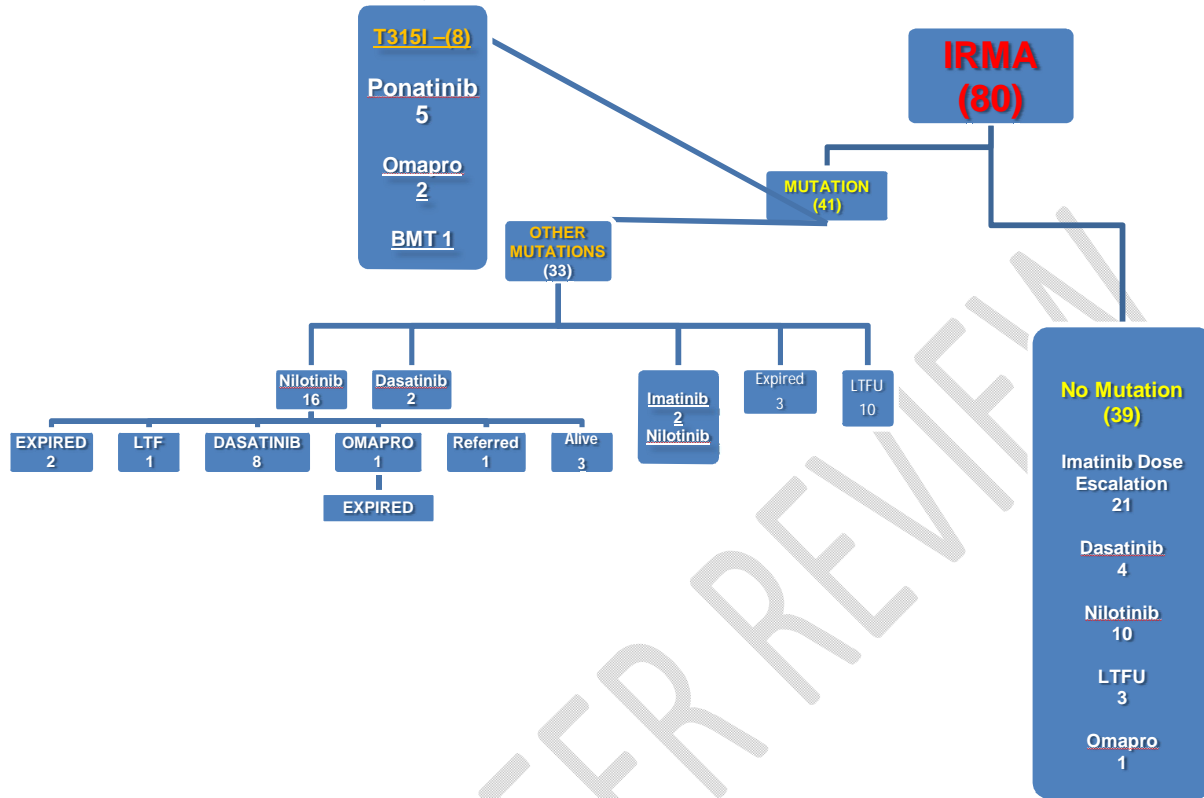 T315I –(8)
Ponatinib
5
Omapro
2
BMT 1
IRMA
(80)
MUTATION
(41)
OTHER
MUTATIONS
(33)
Nilotinib
16
Dasatinib
2
Imatinib
2
Nilotinib
Expired
3
LTFU
10
EXPIRED
2
LTF
1
DASATINIB
8
OMAPRO
1
Referred
1
Alive
3
EXPIRED
No Mutation
(39)
Imatinib Dose
Escalation
21
Dasatinib
4
Nilotinib
10
LTFU
3
Omapro
1
ER REVIEW